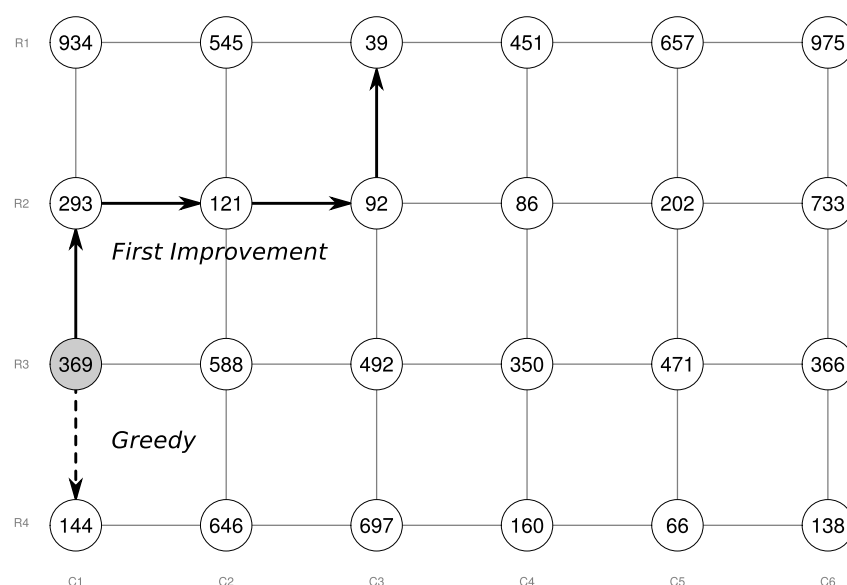 R1 934 545 39 451 657 975
R2 293 121 92 86 202 733
First Improvement
R3 369 588 492 350 471 366
Greedy
R4 144 646 697 160 66 138
C1 C2 C3 C4 C5 C6